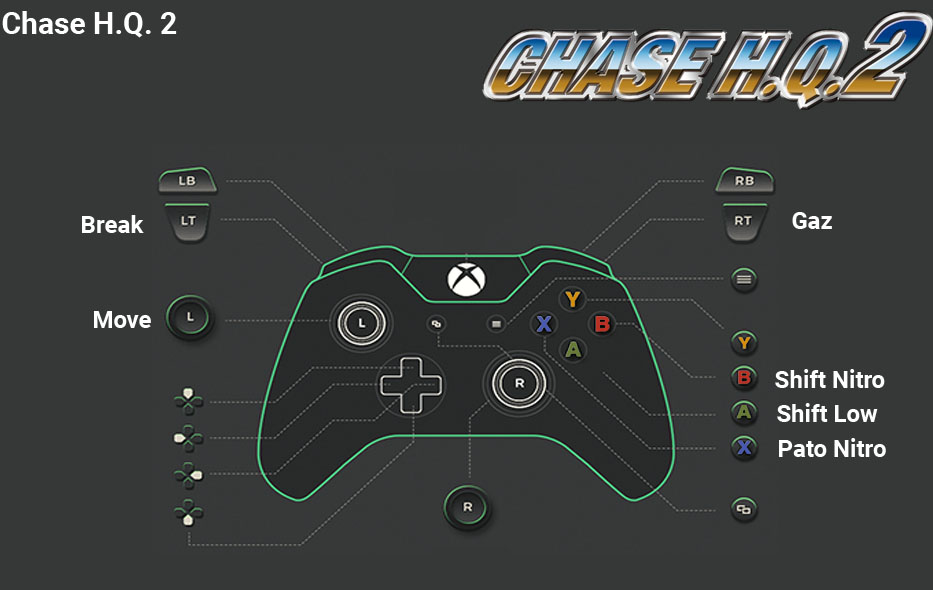 Chase H.Q. 2
CHASE H.Q.2
LB
RB
LT
RT
Break
Gaz
Y
L
L
X
B
Move
A
Y
R
B
Shift Nitro
A
Shift Low
X
Pato Nitro
R